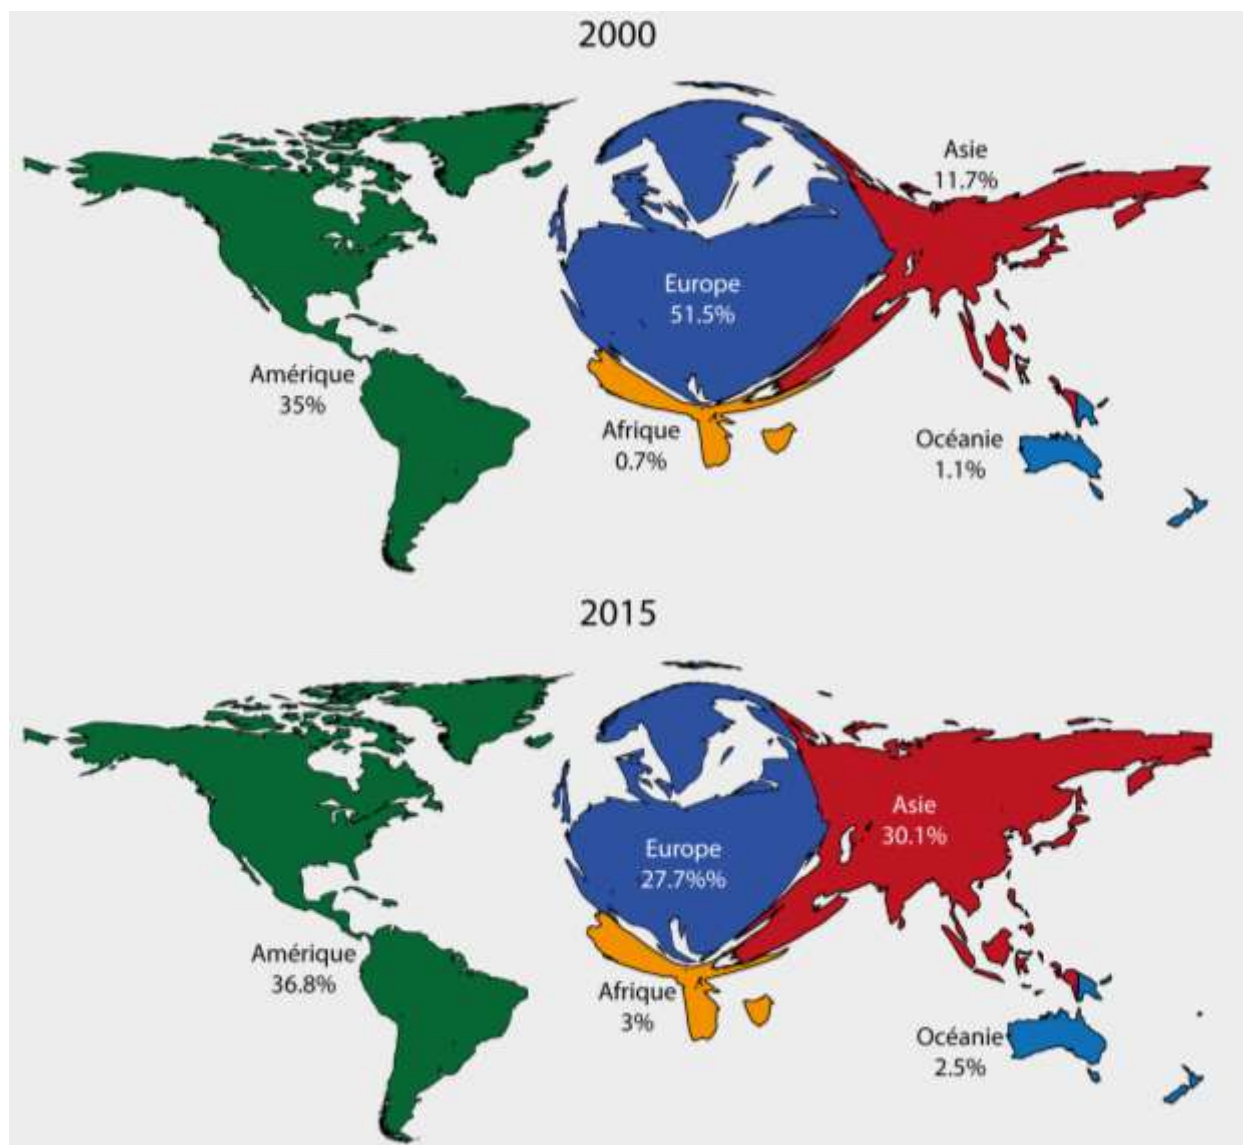 2000
Asie
11.7%
Europe
51.5%
Amérique
35%
Afrique
0.7%
Océanie
1.1%
2015
Asie
30.1%
Europe
27.7%%
Amérique
36.8%
Afrique
3%
Océanie
2.5%